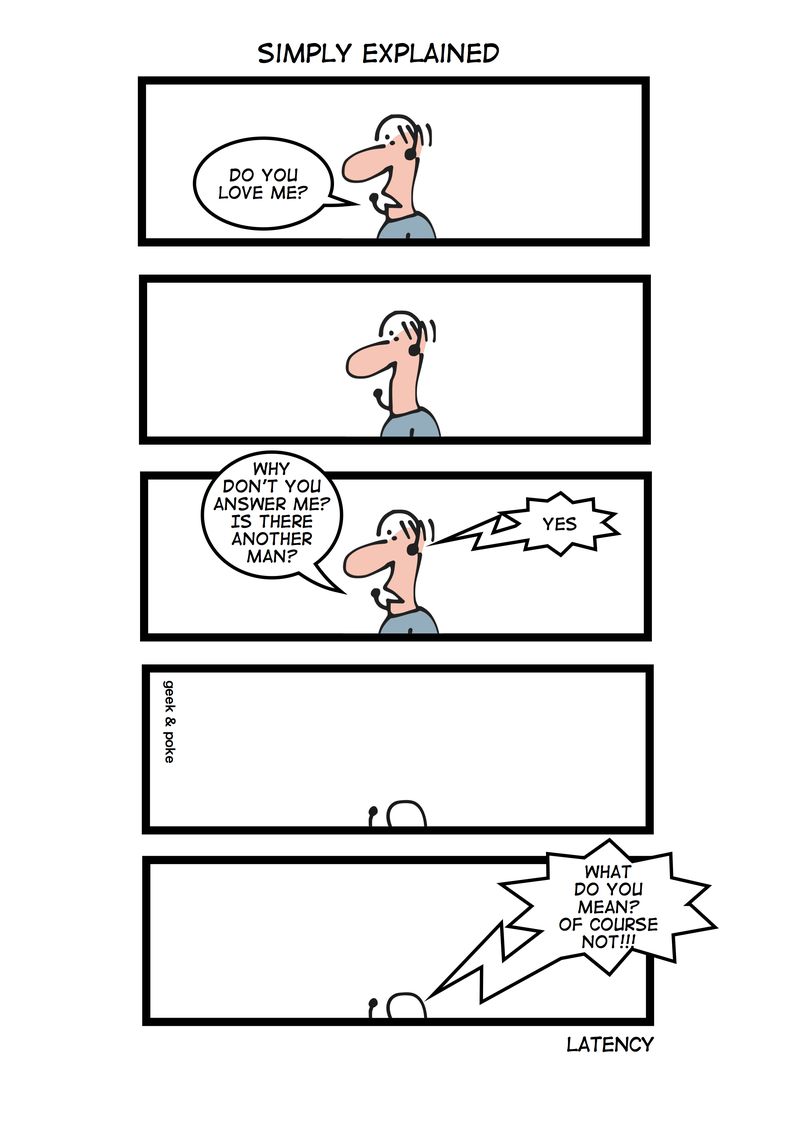 SIMPLY EXPLAINED
DO YOU
LOVE ME?
WHY
DON'T YOU
ANSWER ME?
IS THERE
ANOTHER
MAN?
YES
geek & poke
WHAT
DO YOU
MEAN?
OF COURSE
NOT!!!
LATENCY